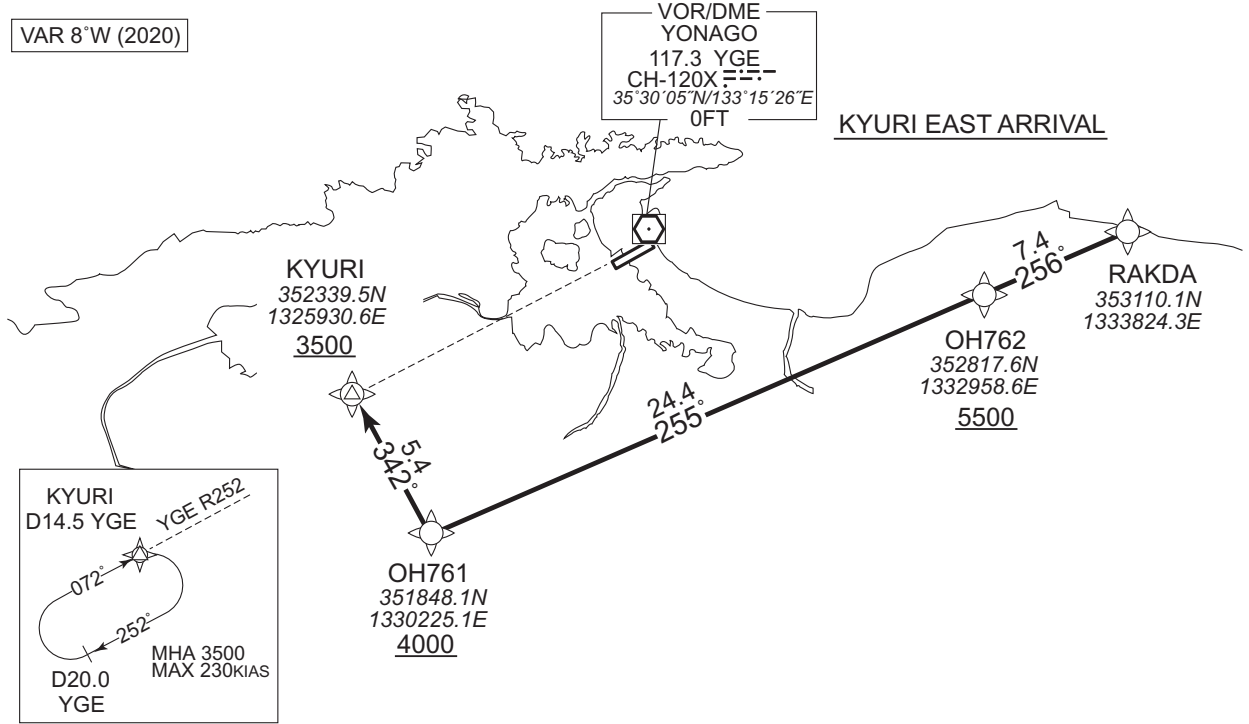 VAR 8°W (2020)
VOR/DME
YONAGO
117.3 YGE
CH-120X
35°30´05˝N/133°15´26˝E
0FT
KYURI EAST ARRIVAL
KYURI
352339.5N
1325930.6E
3500
7.4
256°
RAKDA
353110.1N
1333824.3E
OH762
352817.6N
1332958.6E
5500
24.4
255°
5.4
342°
OH761
351848.1N
1330225.1E
4000
KYURI
D14.5 YGE
YGE R252
072°
252°
MHA 3500
MAX 230KIAS
D20.0
YGE